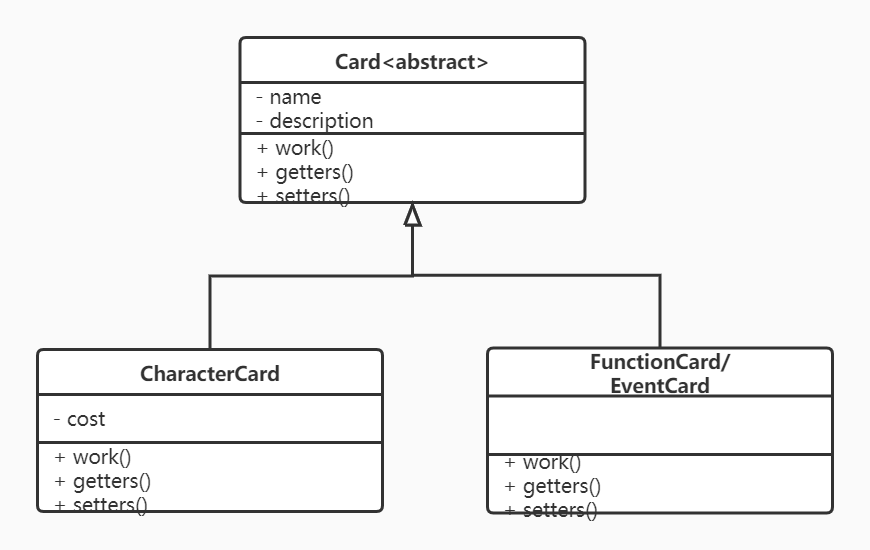 Card<abstract>
- name
- description
+ work()
+ getters()
+ setters()
CharacterCard
- cost
+ work()
+ getters()
+ setters()
FunctionCard/
EventCard
+ work()
+ getters()
+ setters()